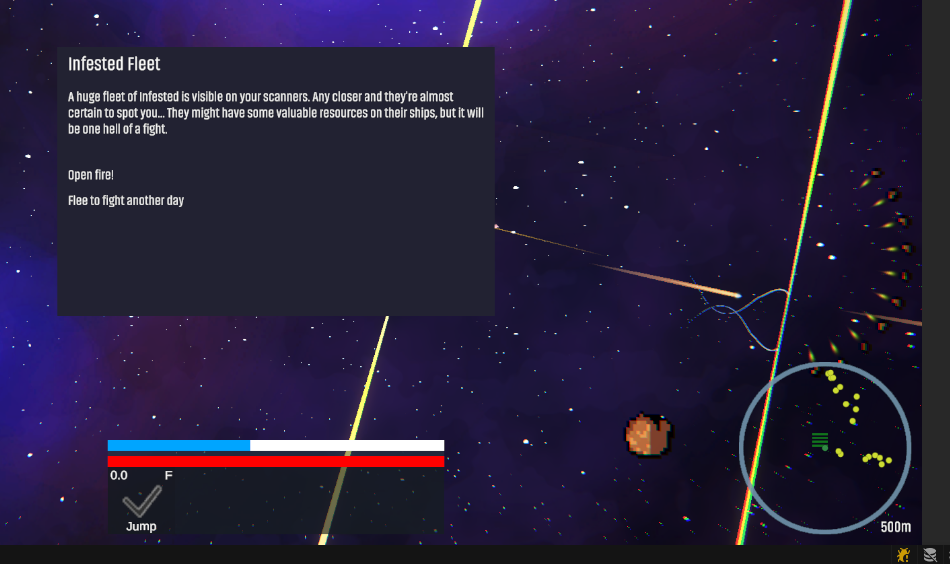 Infested Fleet
A huge fleet of Infested is visible on your scanners. Any closer and they're almost
certain to spot you... They might have some valuable resources on their ships, but it will
be one hell of a fight.
Open fire!
Flee to fight another day
0.0 F
Jump
500m